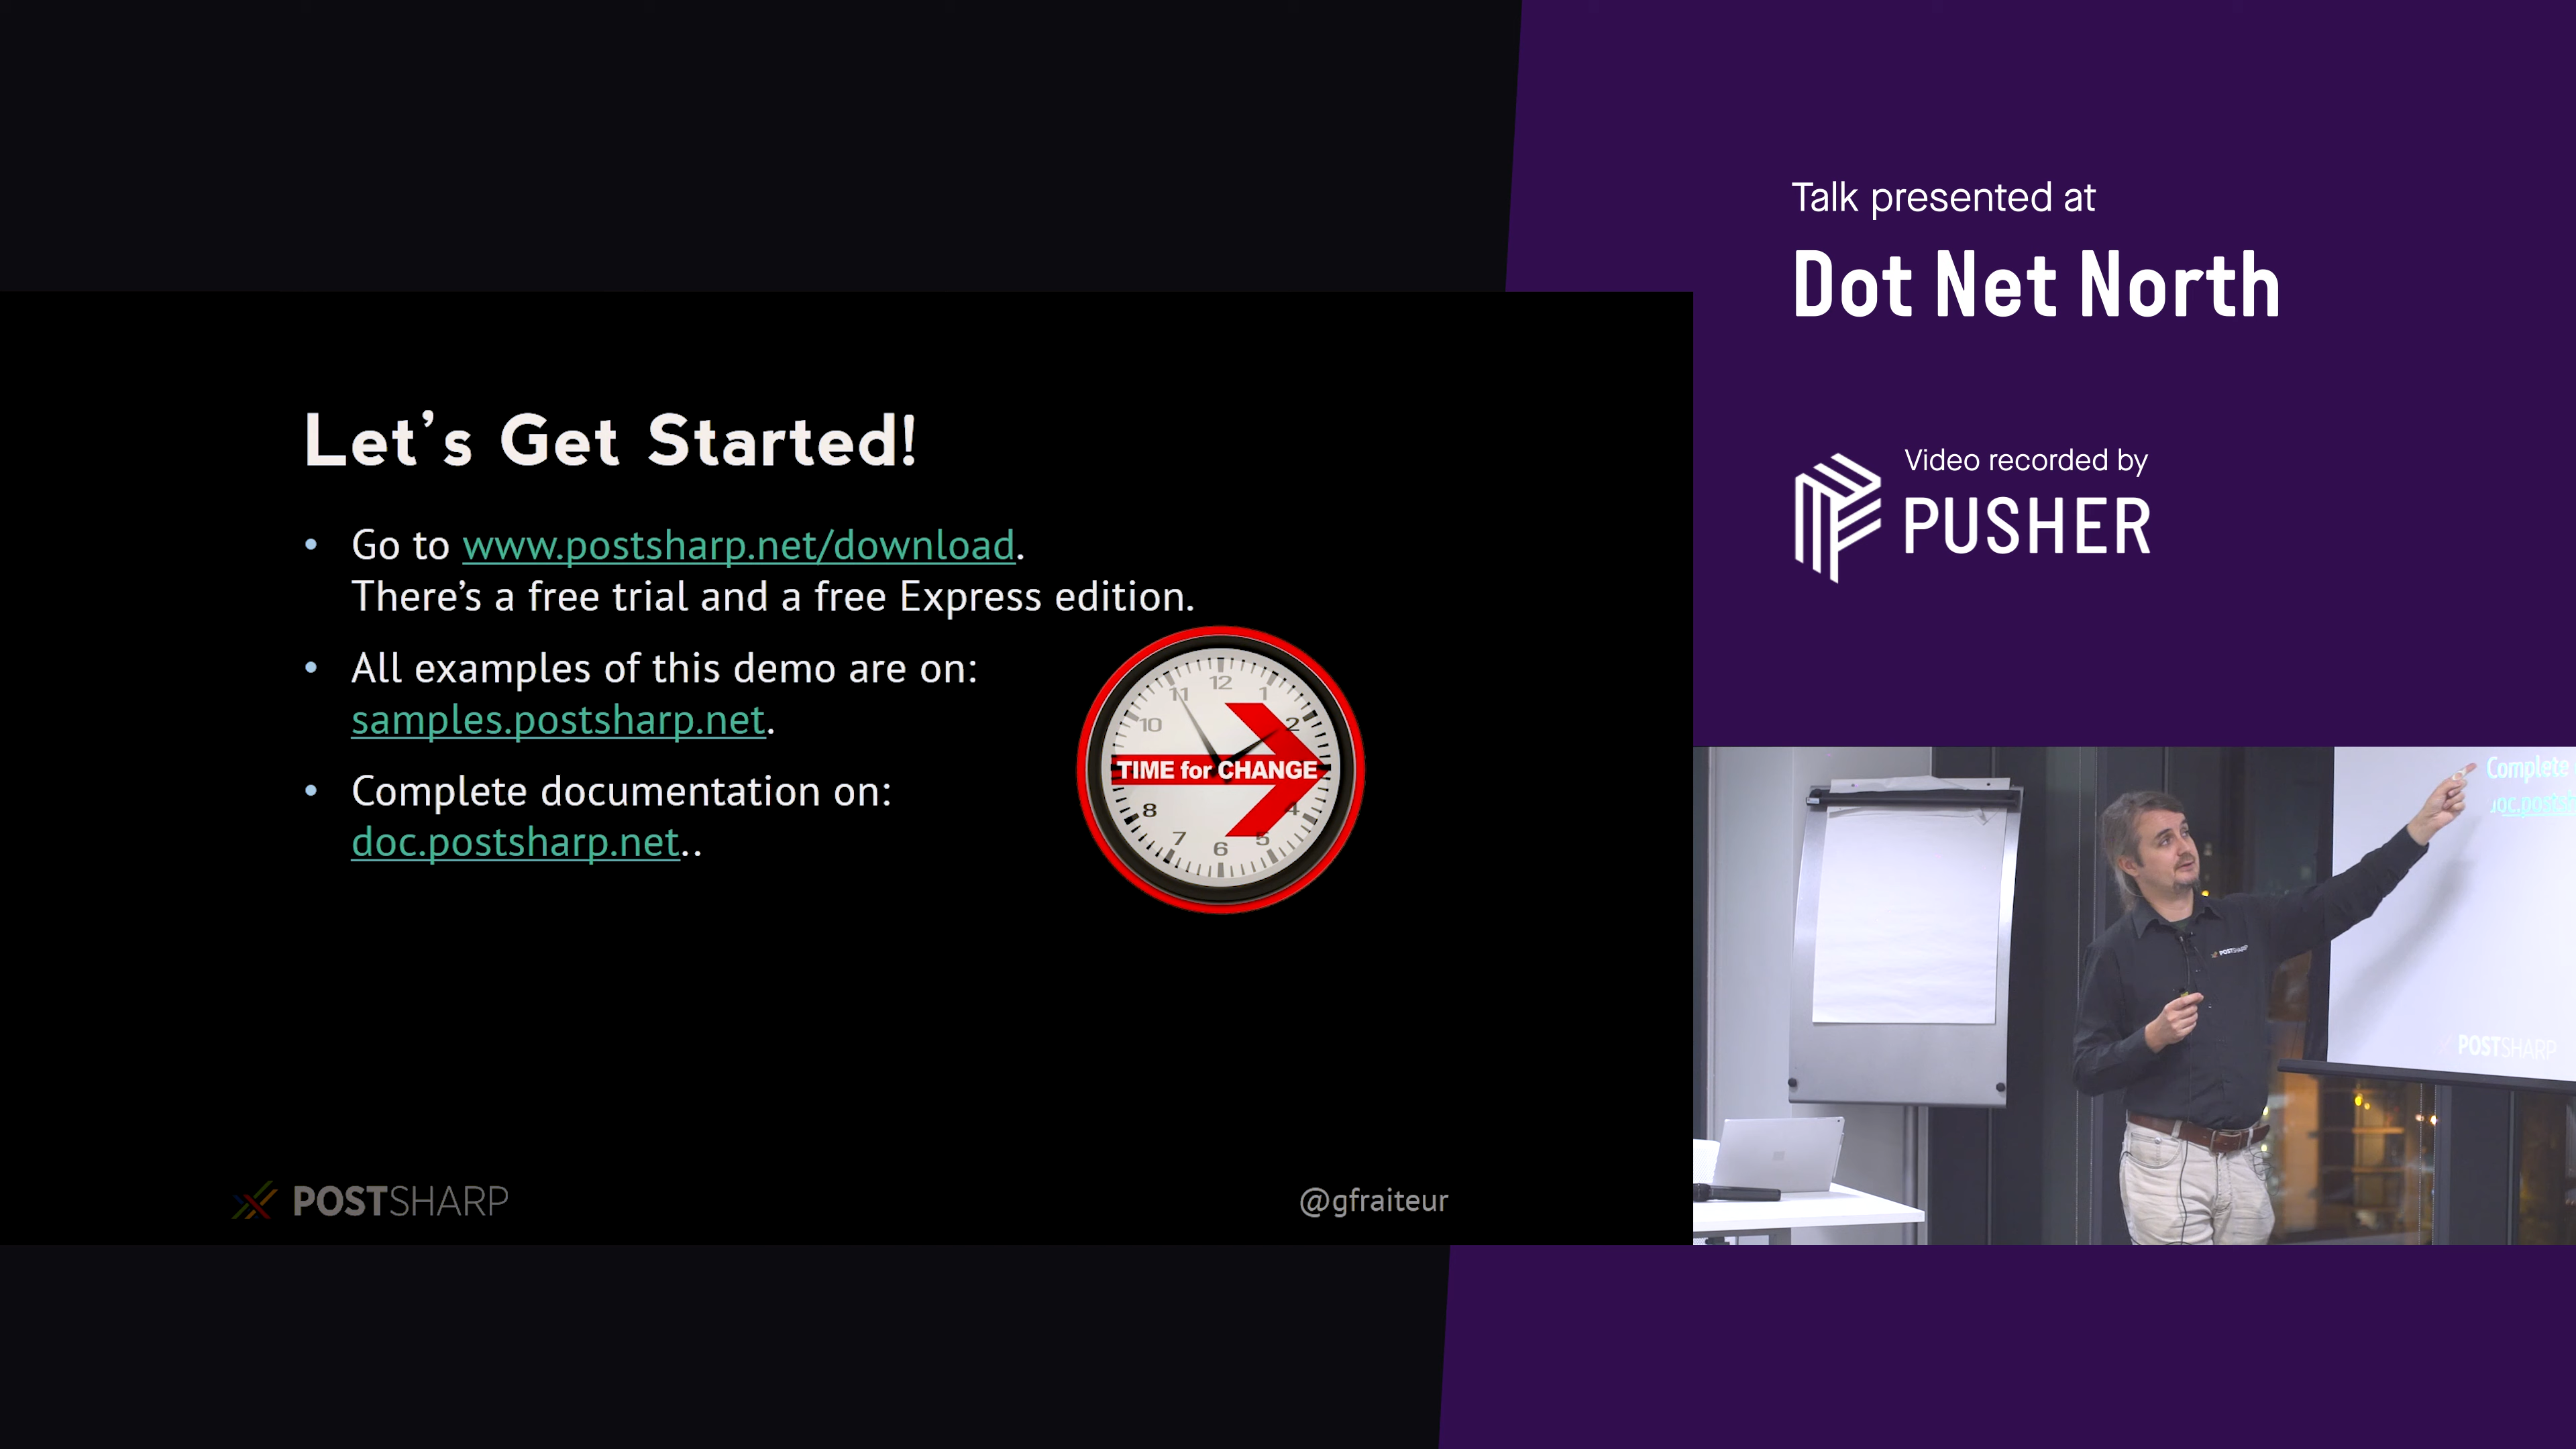 Talk presented at
Dot Net North
Video recorded by
PUSHER
Let's Get Started!
• Go to www.postsharp.net/download.
There's a free trial and a free Express edition.
• All examples of this demo are on:
samples.postsharp.net.
• Complete documentation on:
doc.postsharp.net..
12
1
2
4
5
6
7
8
10
11
TIME for CHANGE
POSTSHARP
@gfraiteur
Complete
POSTSHARP
POSTSHARP